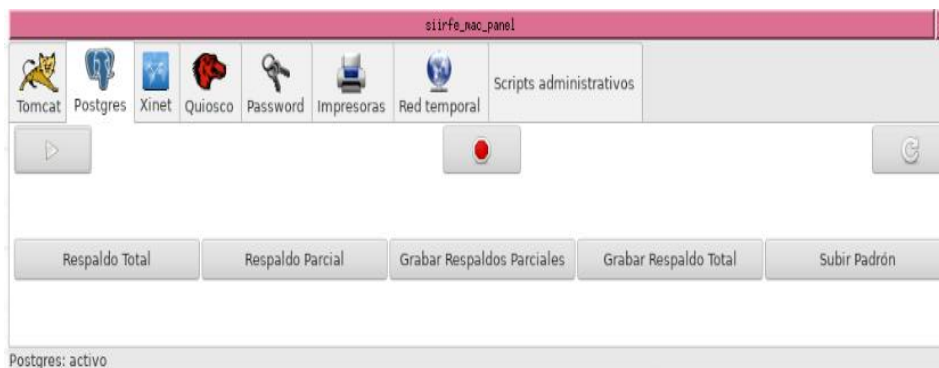 siirfe_mac_panel
Tomcat
Postgres
Xinet
Quiosco
Password
Impresoras
Red temporal
Scripts administrativos
Respaldo Total
Respaldo Parcial
Grabar Respaldos Parciales
Grabar Respaldo Total
Subir Padrón
Postgres: activo